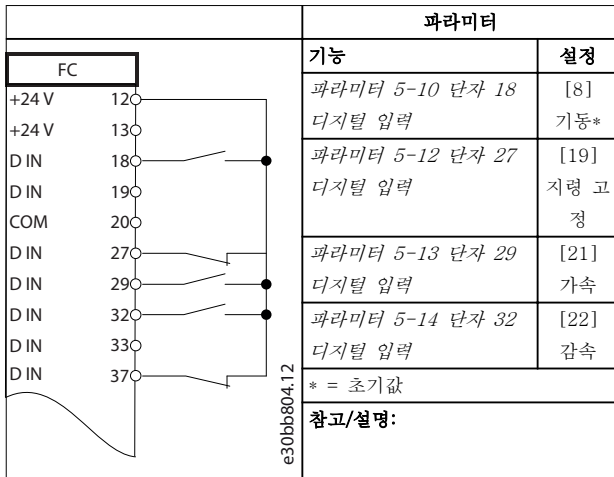 FC
+24 V 12
+24 V 13
D IN 18
D IN 19
COM 20
D IN 27
D IN 29
D IN 32
D IN 33
D IN 37
e30bb804.12
파라미터
기능 설정
파라미터 5-10 단자 18 [8]
디지털 입력 기동*
파라미터 5-12 단자 27 [19]
디지털 입력 지령 고
정
파라미터 5-13 단자 29 [21]
디지털 입력 가속
파라미터 5-14 단자 32 [22]
디지털 입력 감속
* = 초기값
참고/설명: